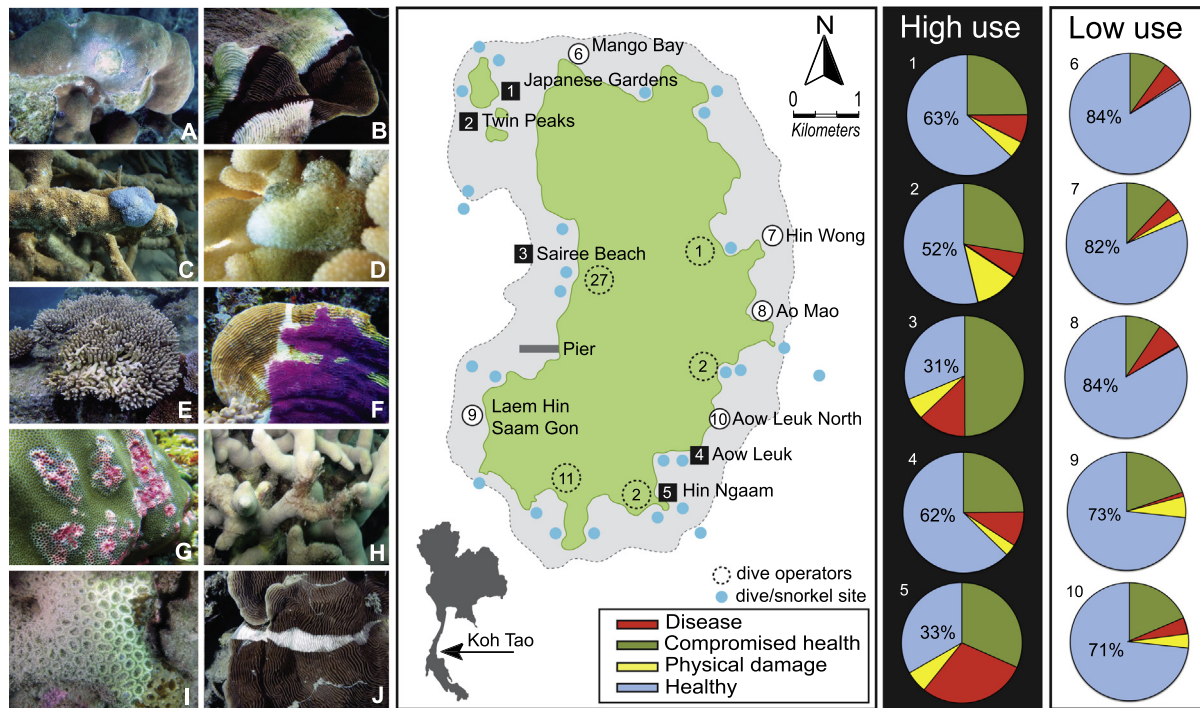 A
B
C
D
E
F
G
H
I
J
N
0 1
Kilometers
6
Mango Bay
1
Japanese Gardens
2
Twin Peaks
3
Sairee Beach
27
1
7
Hin Wong
8
Ao Mao
Pier
2
9
Laem Hin
Saam Gon
10
Aow Leuk North
4
Aow Leuk
11
2
5
Hin Ngaam
Koh Tao
dive operators
dive/snorkel site
Disease
Compromised health
Physical damage
Healthy
High use
1
63%
2
52%
3
31%
4
62%
5
33%
Low use
6
84%
7
82%
8
84%
9
73%
10
71%